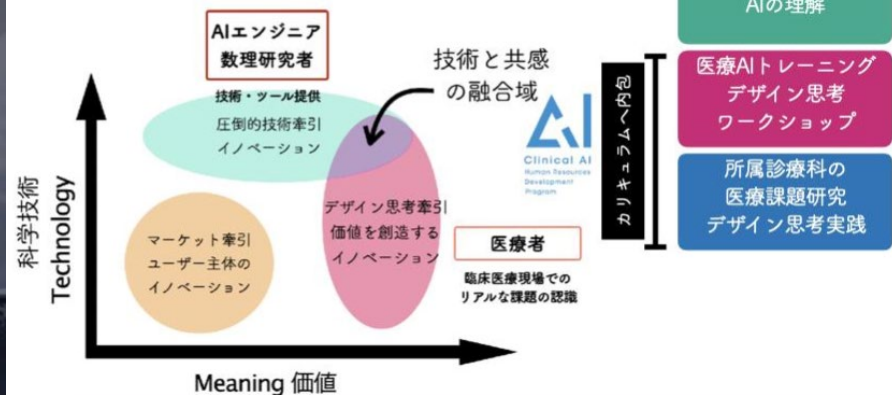 AIの理解
AIエンジニア
数理研究者
技術・ツール提供
圧倒的技術牽引
イノベーション
技術と共感
の融合域
AI
Clinical AI
Human Resources
Development
Program
カリキュラムへ内包
医療AIトレーニング
デザイン思考
ワークショップ
所属診療科の
医療課題研究
デザイン思考実践
科学技術
Technology
マーケット牽引
ユーザー主体の
イノベーション
デザイン思考牽引
価値を創造する
イノベーション
医療者
臨床医療現場での
リアルな課題の認識
Meaning 価値